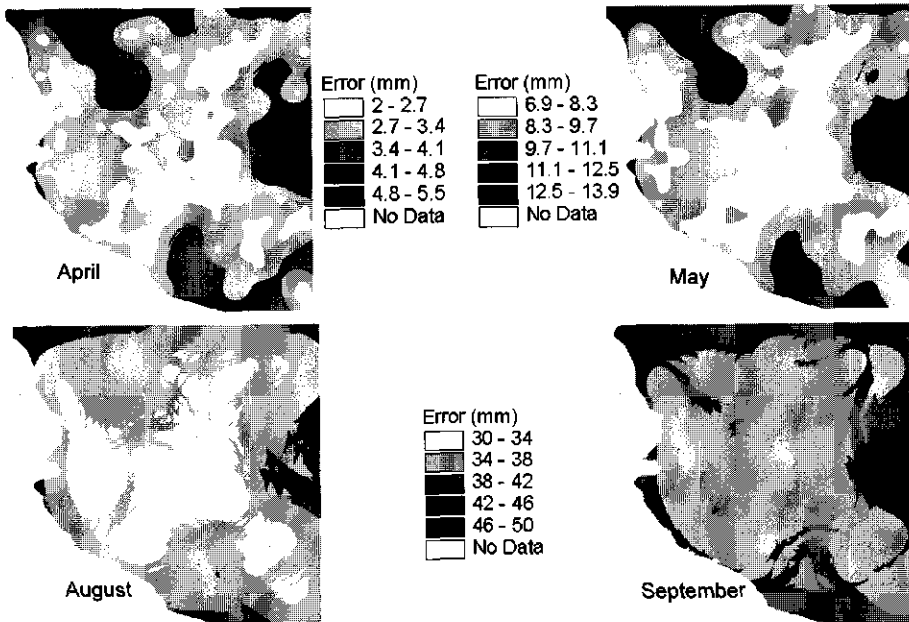 Error (mm)
2 - 2.7
2.7 - 3.4
3.4 - 4.1
4.1 - 4.8
4.8 - 5.5
No Data
Error (mm)
6.9 - 8.3
8.3 - 9.7
9.7 - 11.1
11.1 - 12.5
12.5 - 13.9
No Data
April
May
Error (mm)
30 - 34
34 - 38
38 - 42
42 - 46
46 - 50
No Data
August
September